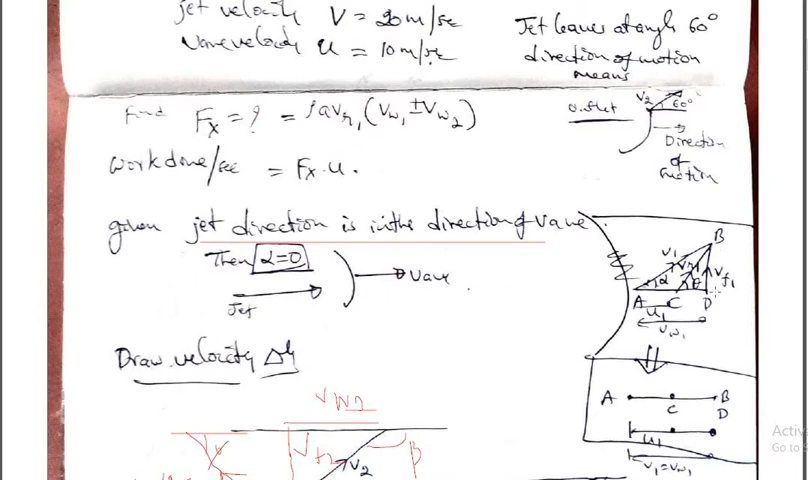 jet velocity V = 20 m/sec
Vane velocity u = 10 m/sec
Jet leaves at angle 60°
direction of motion
means
outlet
V2 60°
Direction
of
motion
Find Fx = ? = ρaVr1 (Vw1 ± Vw2)
Workdone/sec = Fx . u.
given jet direction is in the direction of Vane
Then α=0
Jet
Vane
B
V1 Vr1 Vf1
α θ
A C D
u1
Vw1
A C B
D
u1
V1 = Vw1
Draw velocity Δle
Vw2
Vf2 V2 β
Activ
Go to S